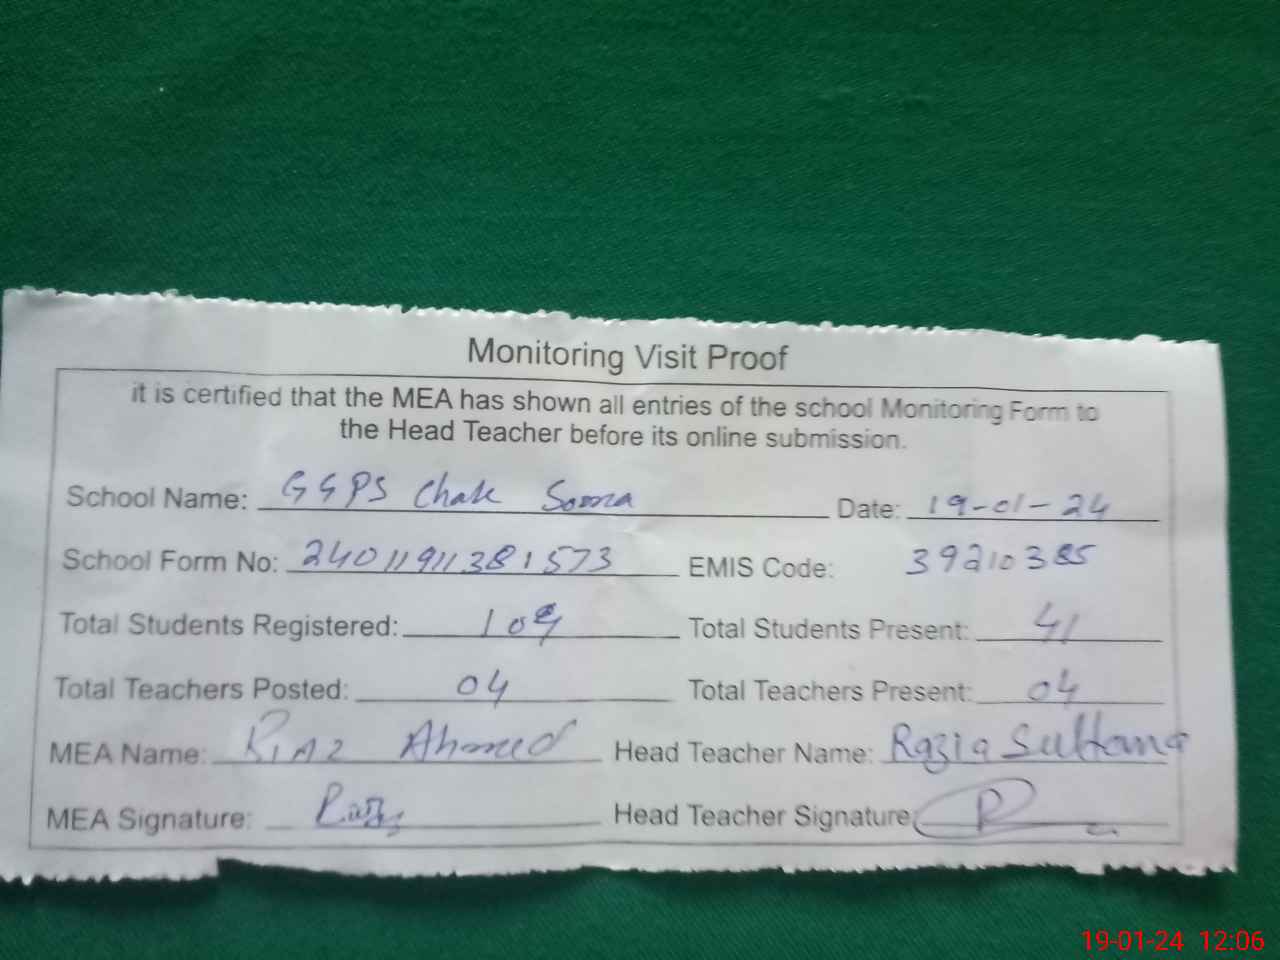 Monitoring Visit Proof
it is certified that the MEA has shown all entries of the school Monitoring Form to
the Head Teacher before its online submission.
School Name: GGPS Chak Soma Date: 19-01-24
School Form No: 24011911381573 EMIS Code: 39210385
Total Students Registered: Total Students Present: 41
Total Teachers Posted: 04 Total Teachers Present: 04
MEA Name: Riaz Ahmed Head Teacher Name: Razia Sultana
MEA Signature: Head Teacher Signature
19-01-24 12:06